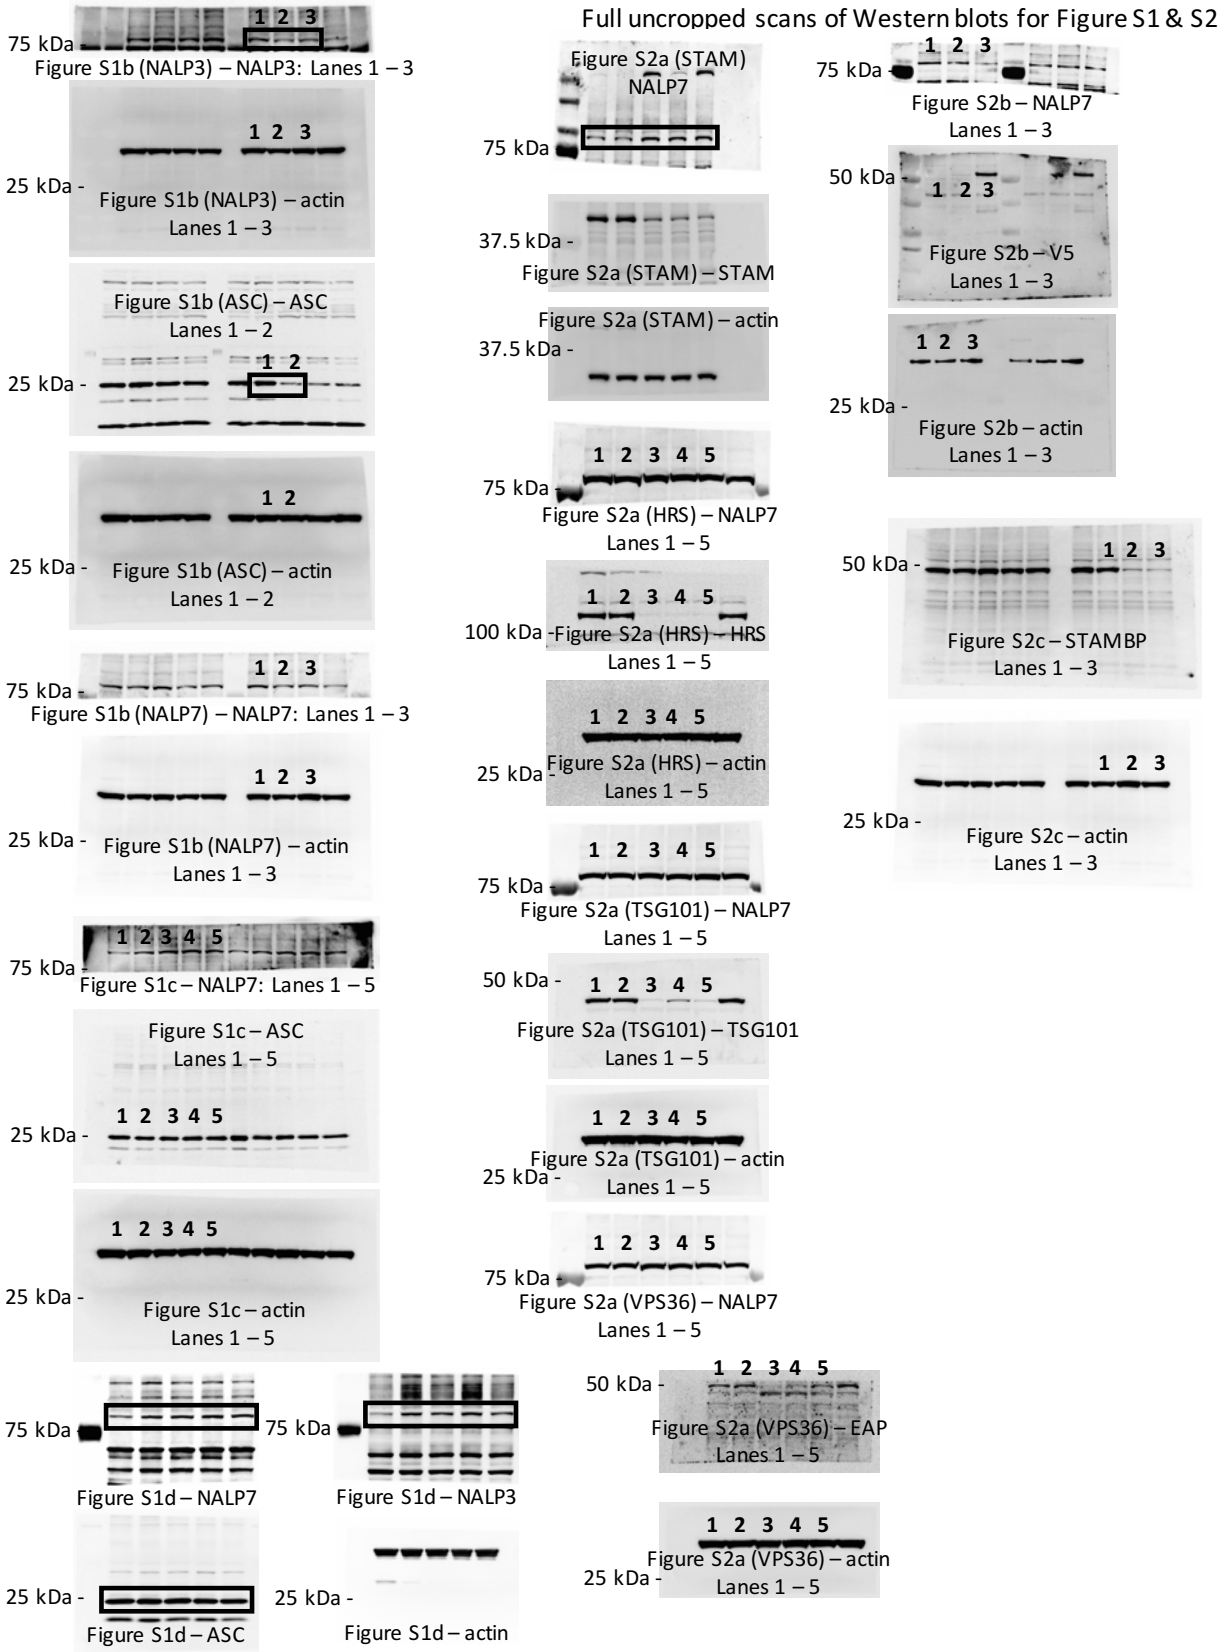 Full uncropped scans of Western blots for Figure S1 & S2
1 2 3
75 kDa -
Figure S1b (NALP3) – NALP3: Lanes 1 – 3
1 2 3
25 kDa -
Figure S1b (NALP3) – actin
Lanes 1 – 3
Figure S1b (ASC) – ASC
Lanes 1 – 2
1 2
25 kDa -
1 2
25 kDa -
Figure S1b (ASC) – actin
Lanes 1 – 2
1 2 3
75 kDa -
Figure S1b (NALP7) – NALP7: Lanes 1 – 3
1 2 3
25 kDa -
Figure S1b (NALP7) – actin
Lanes 1 – 3
1 2 3 4 5
75 kDa -
Figure S1c – NALP7: Lanes 1 – 5
Figure S1c – ASC
Lanes 1 – 5
1 2 3 4 5
25 kDa -
1 2 3 4 5
25 kDa -
Figure S1c – actin
Lanes 1 – 5
75 kDa -
Figure S1d – NALP7
75 kDa -
Figure S1d – NALP3
25 kDa -
Figure S1d – ASC
25 kDa -
Figure S1d – actin
Figure S2a (STAM)
NALP7
75 kDa -
37.5 kDa -
Figure S2a (STAM) – STAM
Figure S2a (STAM) – actin
37.5 kDa -
1 2 3 4 5
75 kDa -
Figure S2a (HRS) – NALP7
Lanes 1 – 5
1 2 3 4 5
100 kDa -
Figure S2a (HRS) – HRS
Lanes 1 – 5
1 2 3 4 5
Figure S2a (HRS) – actin
25 kDa -
Lanes 1 – 5
1 2 3 4 5
75 kDa -
Figure S2a (TSG101) – NALP7
Lanes 1 – 5
50 kDa -
1 2 3 4 5
Figure S2a (TSG101) – TSG101
Lanes 1 – 5
1 2 3 4 5
Figure S2a (TSG101) – actin
25 kDa -
Lanes 1 – 5
1 2 3 4 5
75 kDa -
Figure S2a (VPS36) – NALP7
Lanes 1 – 5
1 2 3 4 5
50 kDa -
Figure S2a (VPS36) – EAP
Lanes 1 – 5
1 2 3 4 5
Figure S2a (VPS36) – actin
25 kDa -
Lanes 1 – 5
1 2 3
75 kDa -
Figure S2b – NALP7
Lanes 1 – 3
50 kDa -
1 2 3
Figure S2b – V5
Lanes 1 – 3
1 2 3
25 kDa -
Figure S2b – actin
Lanes 1 – 3
1 2 3
50 kDa -
Figure S2c – STAMBP
Lanes 1 – 3
1 2 3
25 kDa -
Figure S2c – actin
Lanes 1 – 3